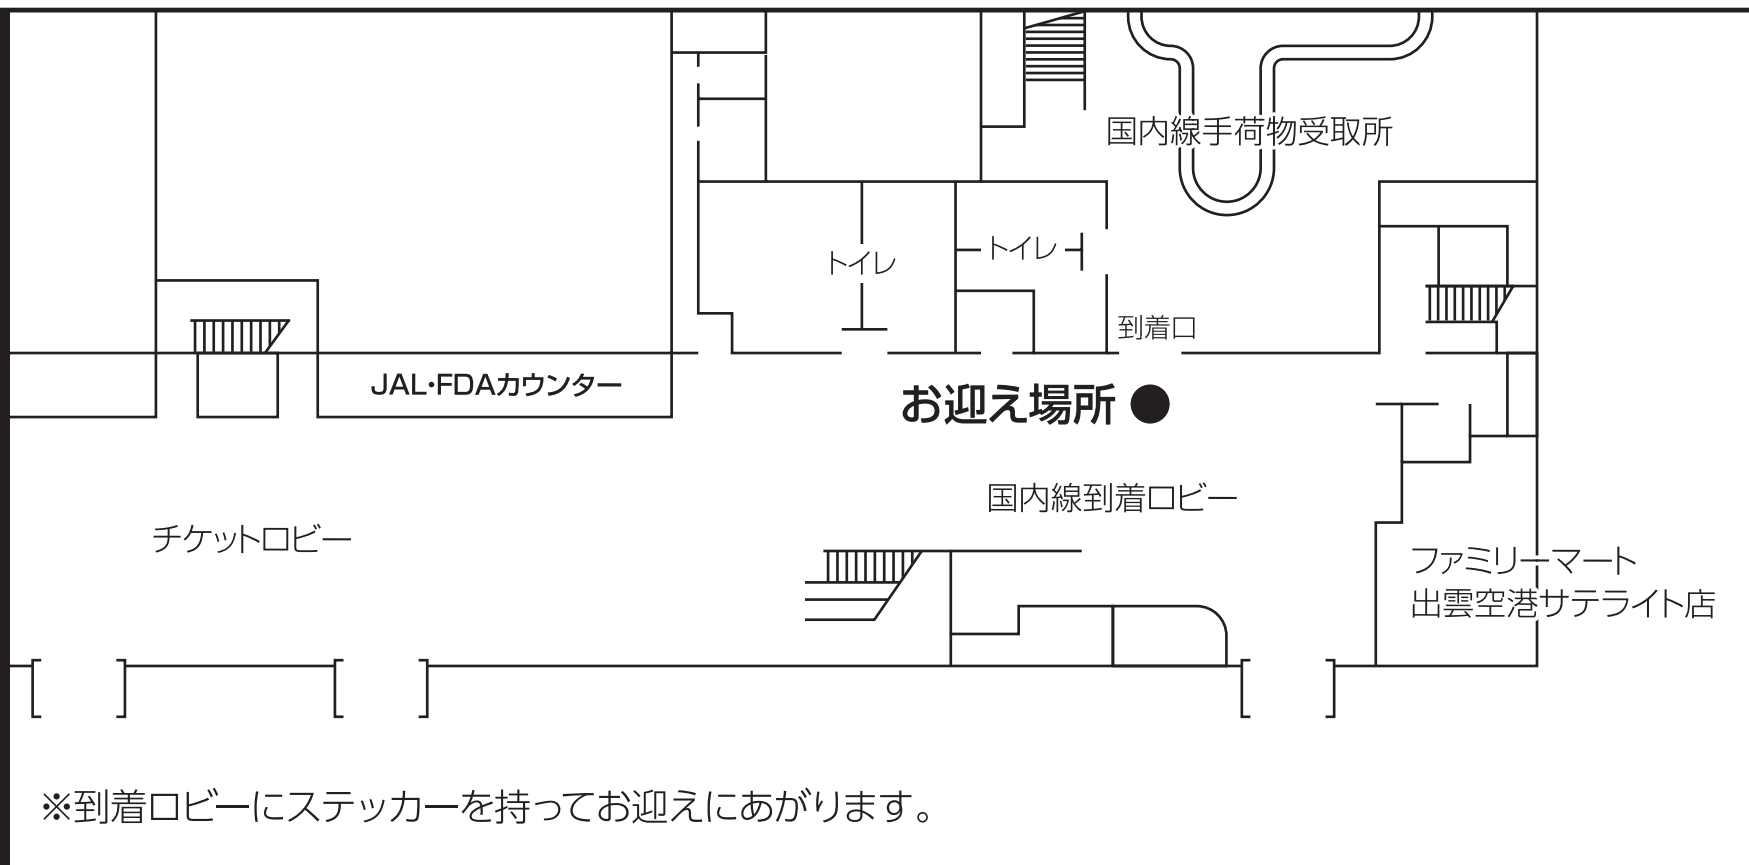 国内線手荷物受取所
トイレ
トイレ
到着口
JAL・FDAカウンター
お迎え場所 ●
国内線到着ロビー
チケットロビー
ファミリーマート
出雲空港サテライト店
※到着ロビーにステッカーを持ってお迎えにあがります。